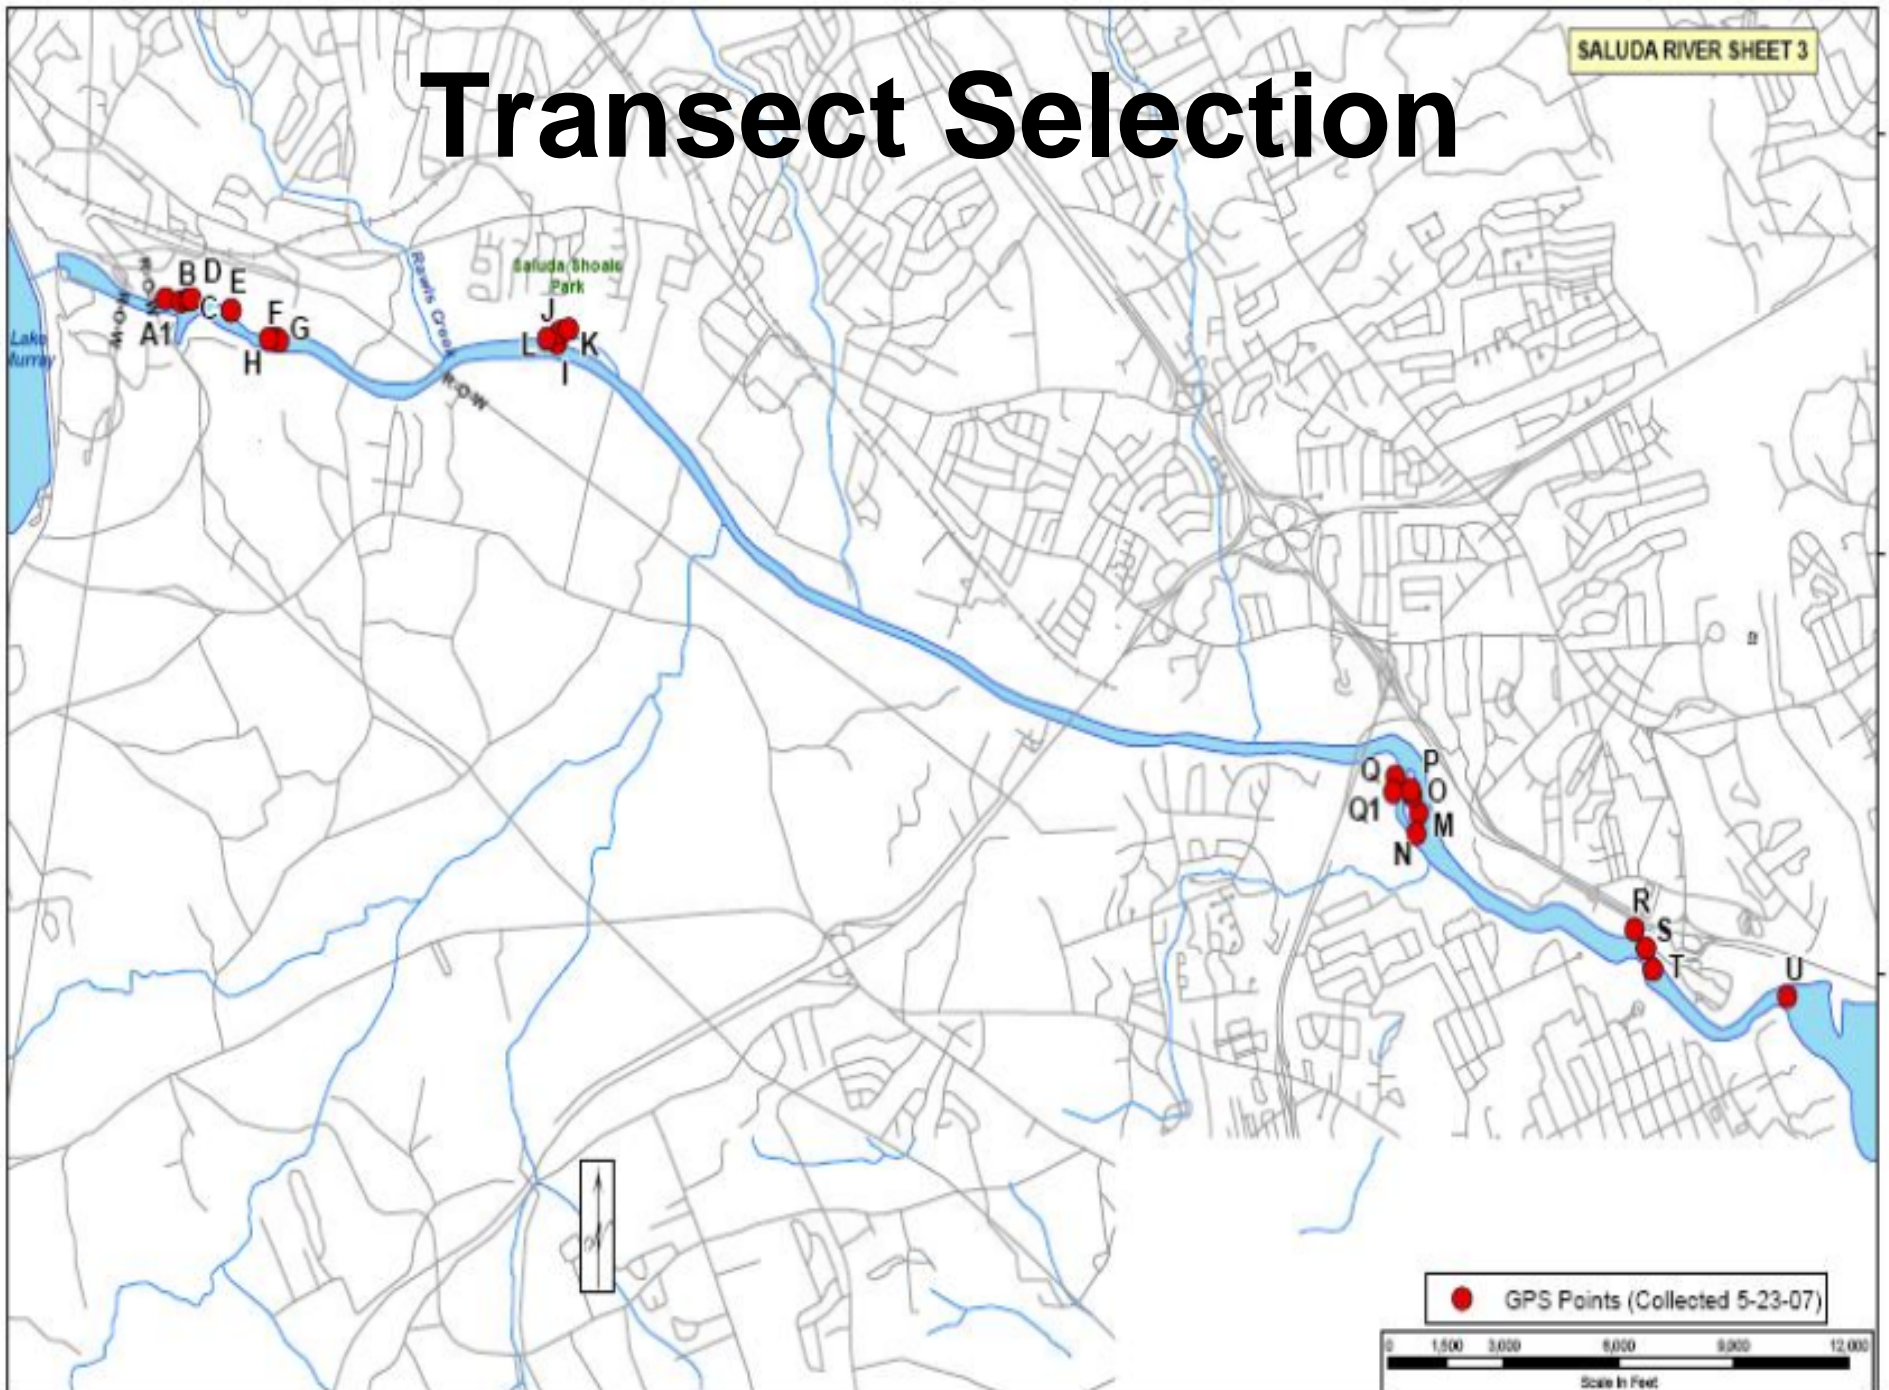 SALUDA RIVER SHEET 3
Transect Selection
R-O-W
R-O-W
B D E
C
A1
F
G
H
Rawls Creek
Saluda Shoals
Park
J
L K
I
Lake
Murray
R-O-W
P
Q
O
Q1
M
N
R
S
T
U
GPS Points (Collected 5-23-07)
0 1,500 3,000 6,000 9,000 12,000
Scale In Feet